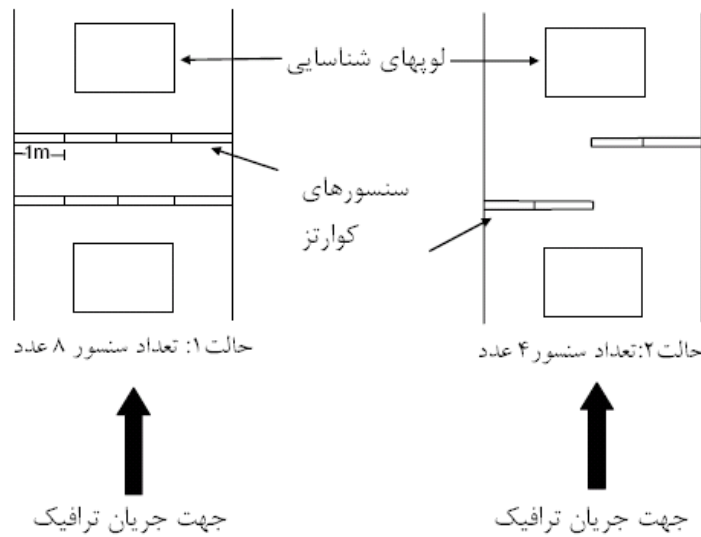 لوپهای شناسایی
1m
سنسورهای
کوارتز
حالت۱: تعداد سنسور ۸ عدد
حالت۲:تعداد سنسور۴ عدد
جهت جریان ترافیک
جهت جریان ترافیک